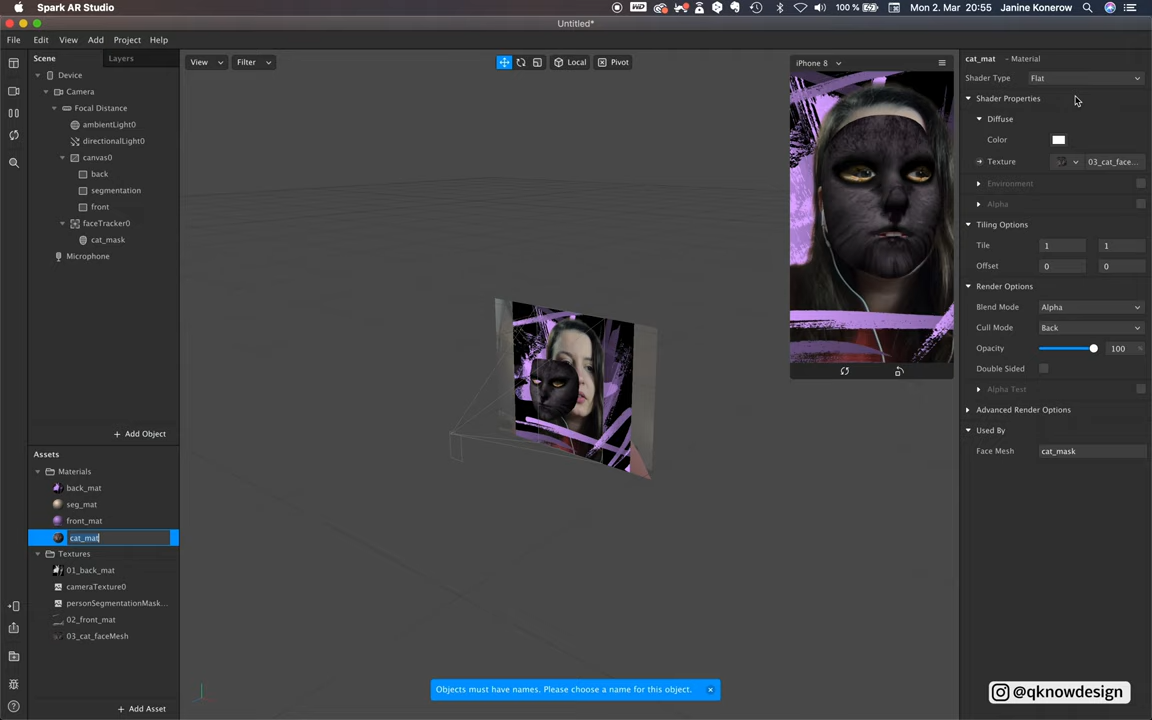 Spark AR Studio
100 %
Mon 2. Mar 20:55
Janine Konerow
Untitled*
File Edit View Add Project Help
Scene
Layers
Device
Camera
Focal Distance
ambientLight0
directionalLight0
canvas0
back
segmentation
front
faceTracker0
cat_mask
Microphone
+ Add Object
Assets
Materials
back_mat
seg_mat
front_mat
cat_mat
Textures
01_back_mat
cameraTexture0
personSegmentationMask...
02_front_mat
03_cat_faceMesh
+ Add Asset
View
Filter
Local
Pivot
iPhone 8
Objects must have names. Please choose a name for this object.
cat_mat - Material
Shader Type Flat
Shader Properties
Diffuse
Color
Texture 03_cat_face...
Environment
Alpha
Tiling Options
Tile 1 1
Offset 0 0
Render Options
Blend Mode Alpha
Cull Mode Back
Opacity 100 %
Double Sided
Alpha Test
Advanced Render Options
Used By
Face Mesh cat_mask
@qknowdesign